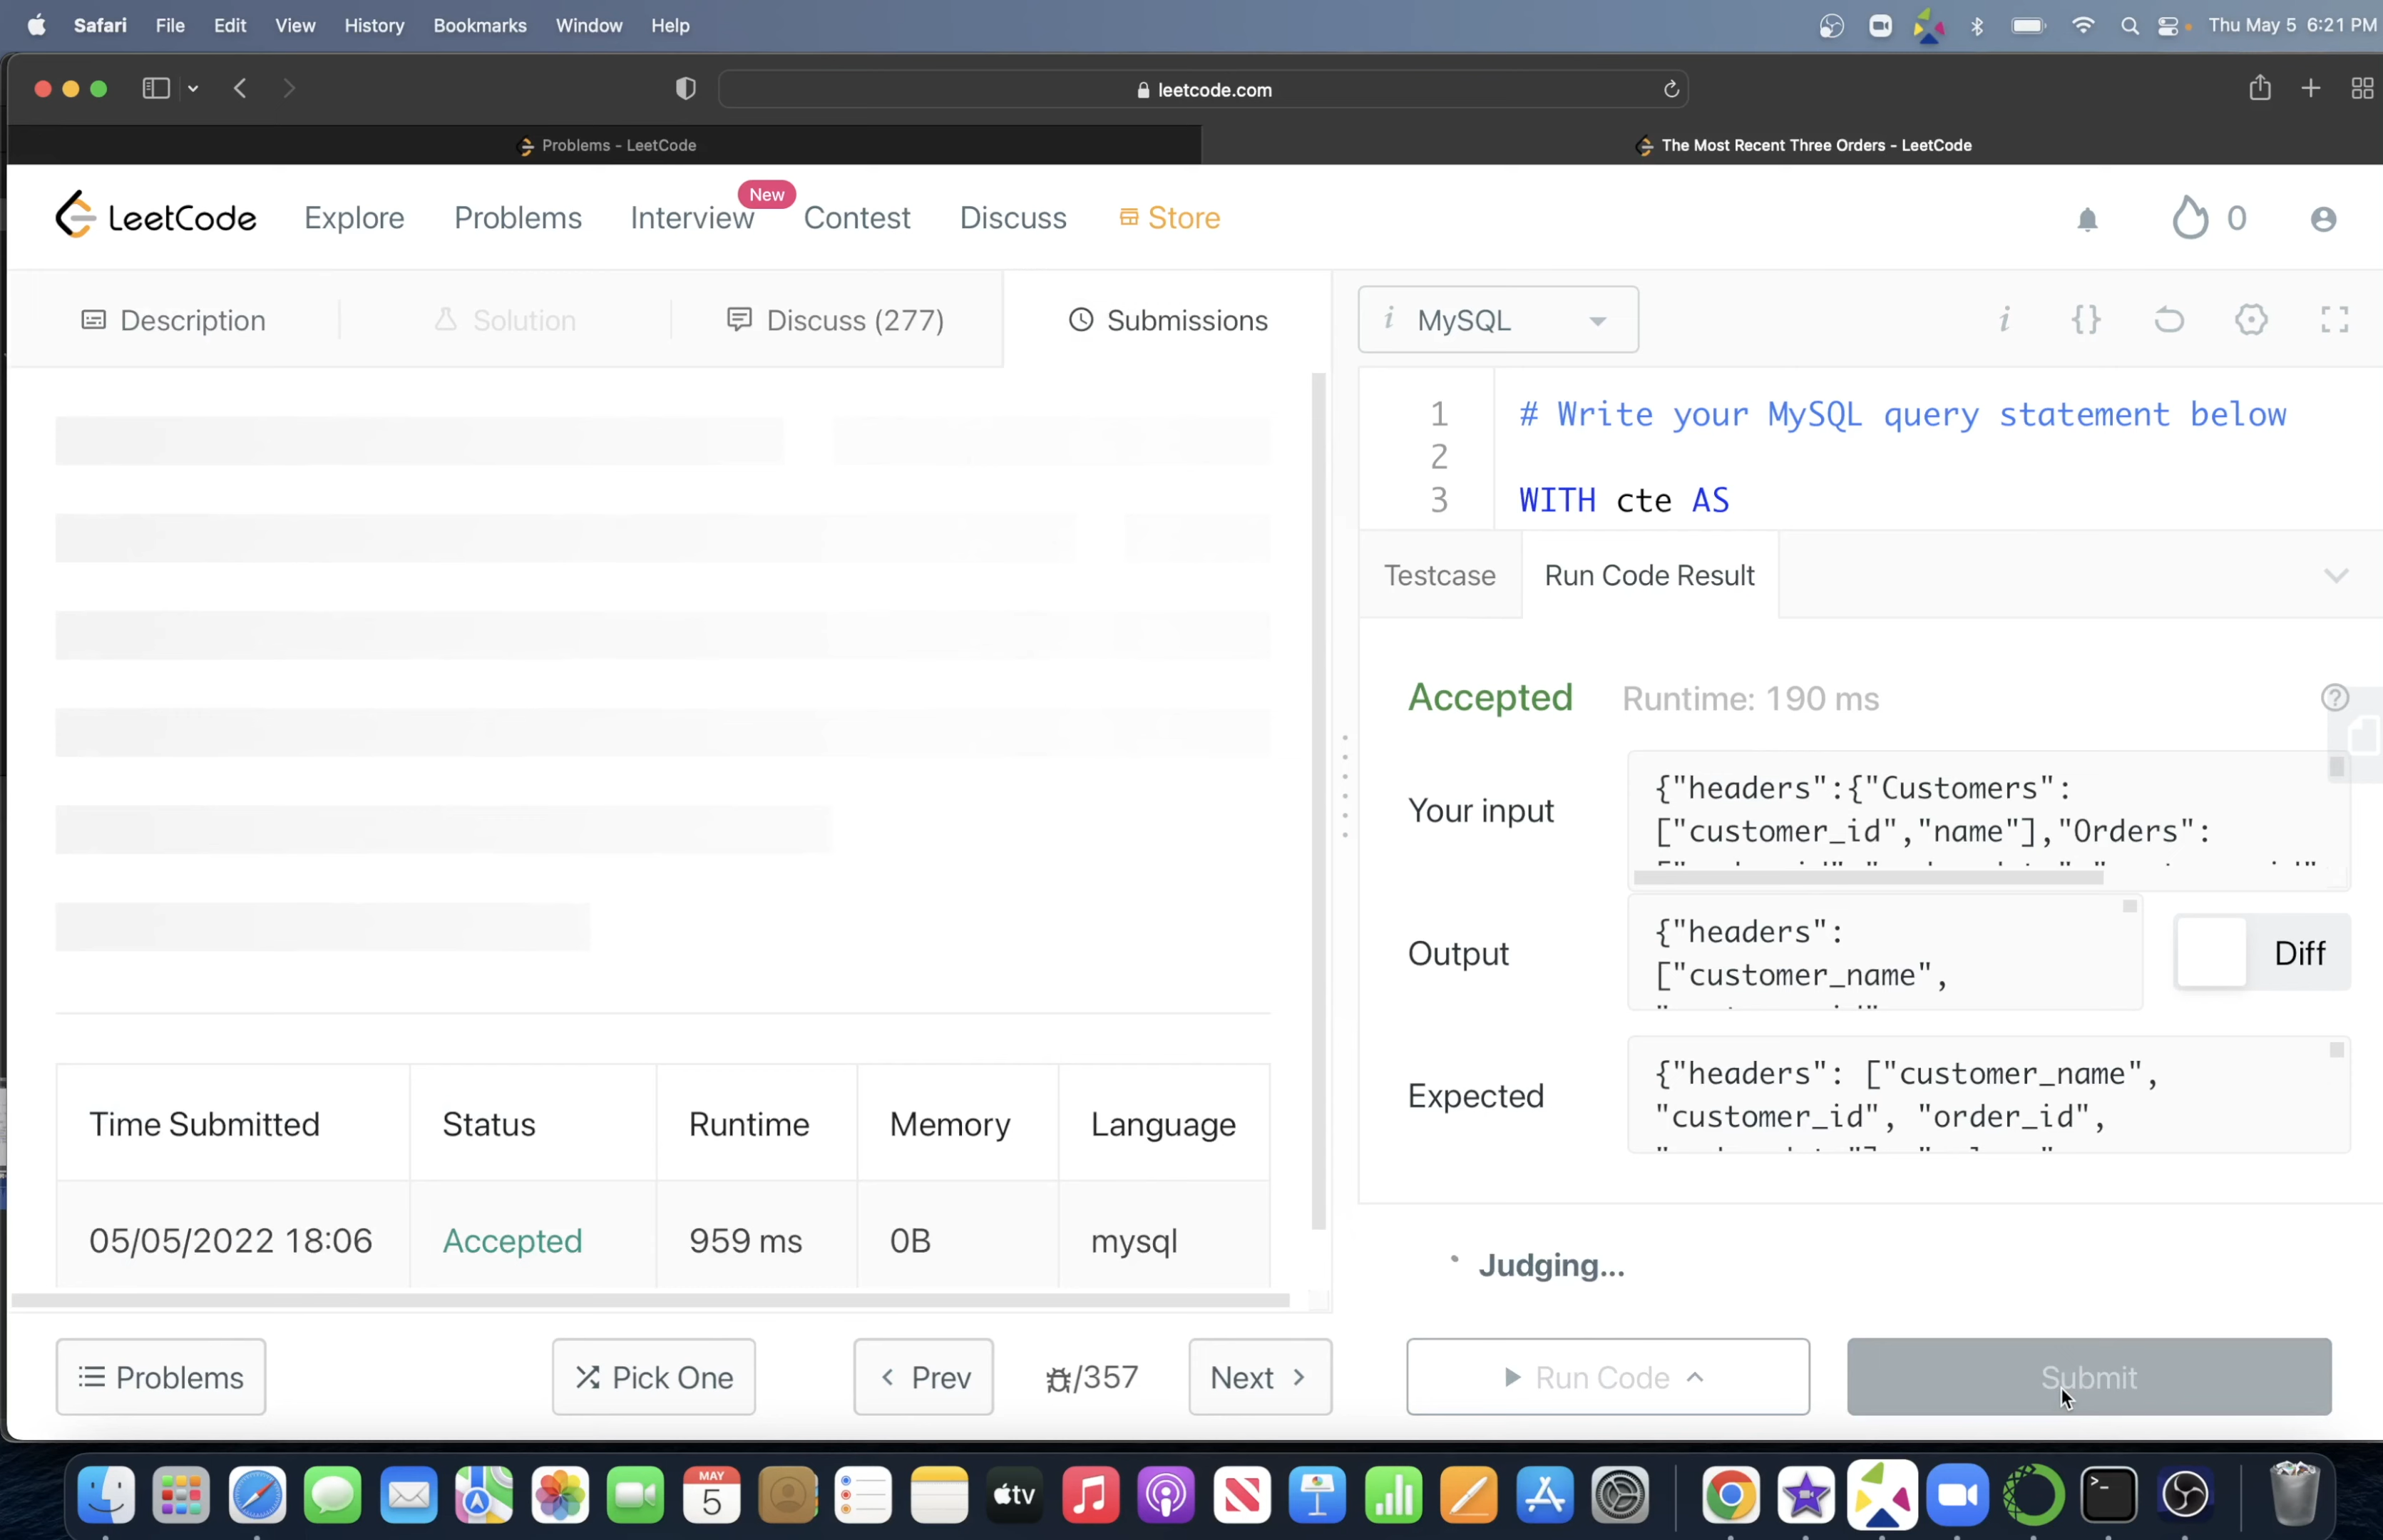 Safari File Edit View History Bookmarks Window Help Thu May 5 6:21 PM
leetcode.com
Problems - LeetCode The Most Recent Three Orders - LeetCode
LeetCode Explore Problems Interview New Contest Discuss Store 0
Description Solution Discuss (277) Submissions
i MySQL i {}
1 # Write your MySQL query statement below
2
3 WITH cte AS
Testcase Run Code Result
Accepted Runtime: 190 ms ?
Your input
{"headers":{"Customers":
["customer_id","name"],"Orders":
Output
{"headers":
["customer_name",
Diff
Expected
{"headers": ["customer_name",
"customer_id", "order_id",
Time Submitted Status Runtime Memory Language
05/05/2022 18:06 Accepted 959 ms 0B mysql
Judging...
Problems Pick One < Prev /357 Next > Run Code Submit
MAY
5
tv